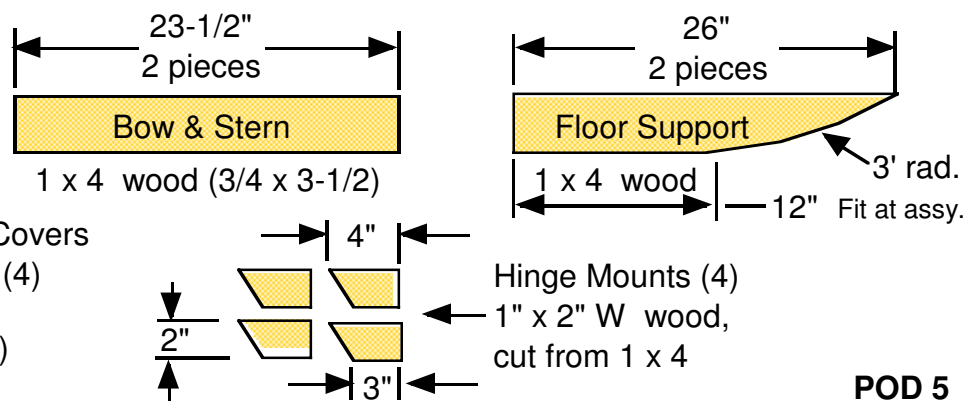 23-1/2"
2 pieces
Bow & Stern
1 x 4 wood (3/4 x 3-1/2)
26"
2 pieces
Floor Support
3' rad.
1 x 4 wood
12" Fit at assy.
Covers
(4)
)
4"
2"
3"
Hinge Mounts (4)
1" x 2" W wood,
cut from 1 x 4
POD 5